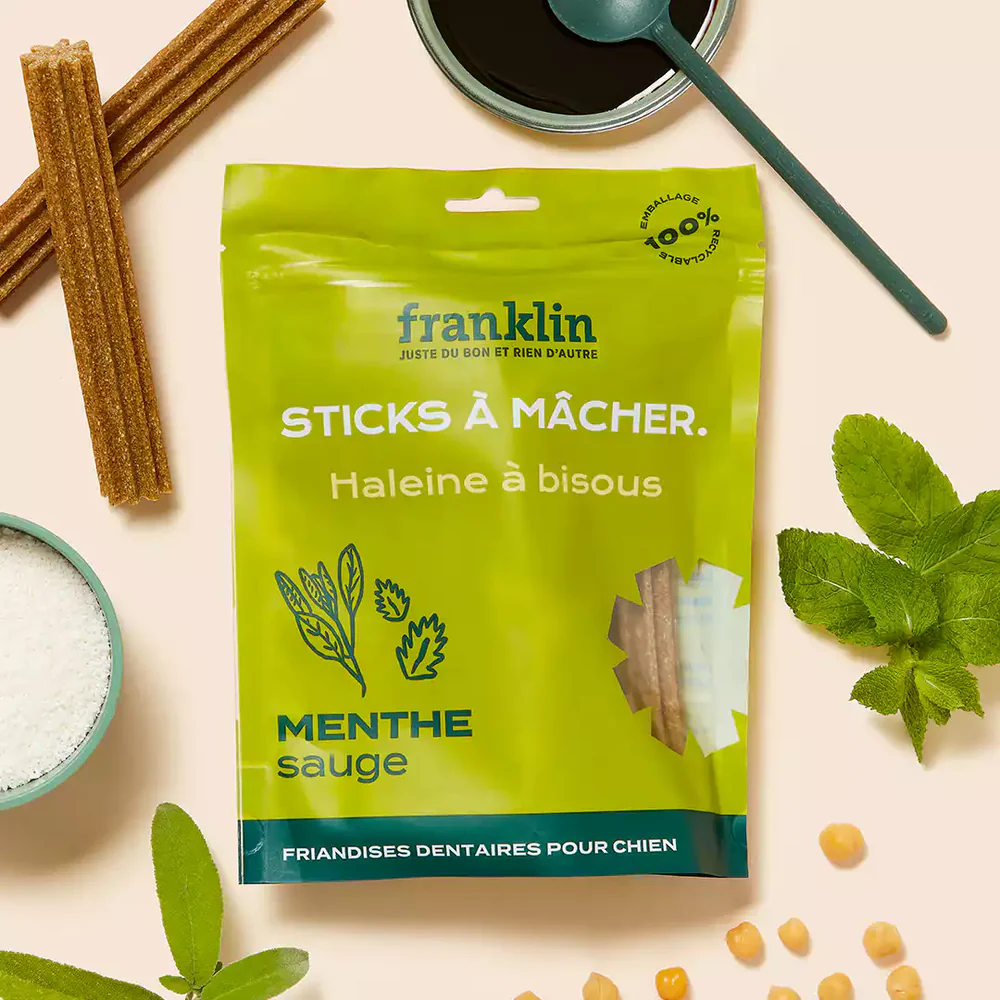 EMBALLAGE
100%
RECYCLABLE
franklin
JUSTE DU BON ET RIEN D'AUTRE
STICKS À MÂCHER.
Haleine à bisous
MENTHE
sauge
FRIANDISES DENTAIRES POUR CHIEN